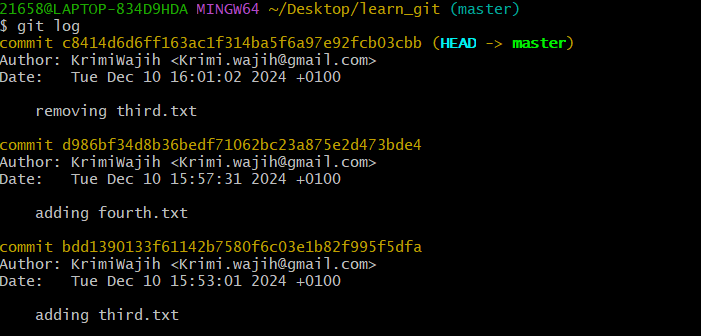 21658@LAPTOP-834D9HDA MINGW64 ~/Desktop/learn_git (master)
$ git log
commit c8414d6d6ff163ac1f314ba5f6a97e92fcb03cbb (HEAD -> master)
Author: KrimiWajih <Krimi.wajih@gmail.com>
Date:   Tue Dec 10 16:01:02 2024 +0100
    removing third.txt
commit d986bf34d8b36bedf71062bc23a875e2d473bde4
Author: KrimiWajih <Krimi.wajih@gmail.com>
Date:   Tue Dec 10 15:57:31 2024 +0100
    adding fourth.txt
commit bdd1390133f61142b7580f6c03e1b82f995f5dfa
Author: KrimiWajih <Krimi.wajih@gmail.com>
Date:   Tue Dec 10 15:53:01 2024 +0100
    adding third.txt